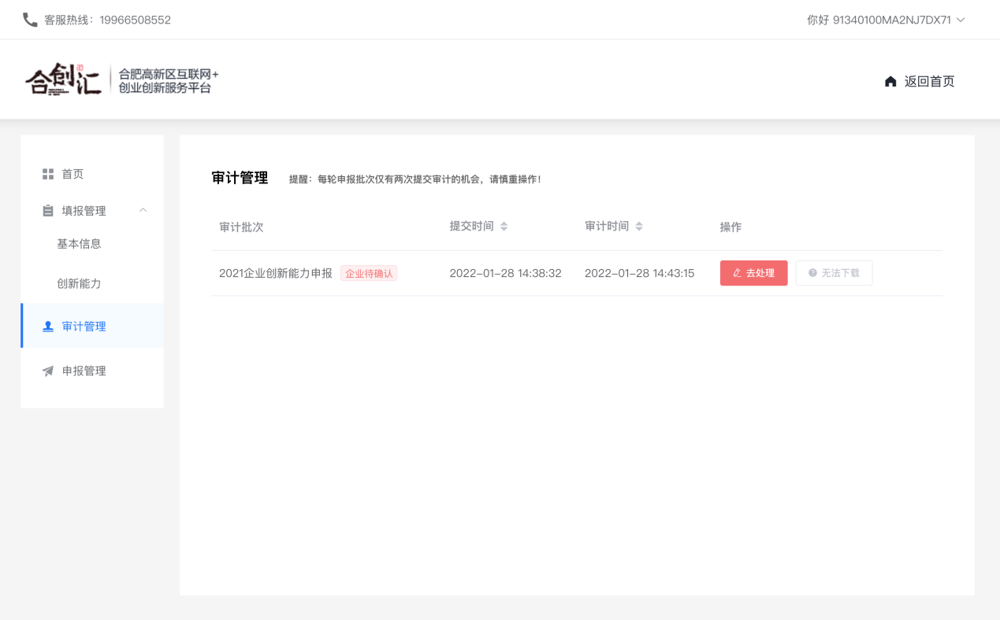 客服热线：19966508552
你好 91340100MA2NJ7DX71
合创汇
合肥高新区互联网+
创业创新服务平台
返回首页
首页
填报管理
基本信息
创新能力
审计管理
申报管理
审计管理 提醒：每轮申报批次仅有两次提交审计的机会，请慎重操作！
审计批次 提交时间 审计时间 操作
2021企业创新能力申报 企业待确认 2022-01-28 14:38:32 2022-01-28 14:43:15 去处理 无法下载